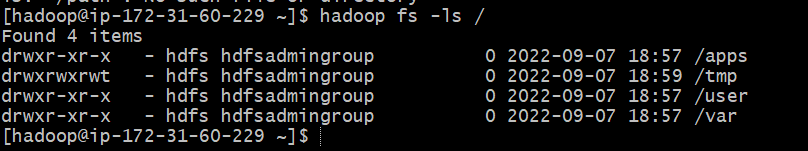 [hadoop@ip-172-31-60-229 ~]$ hadoop fs -ls /
Found 4 items
drwxr-xr-x   - hdfs hdfsadmingroup          0 2022-09-07 18:57 /apps
drwxrwxrwt   - hdfs hdfsadmingroup          0 2022-09-07 18:59 /tmp
drwxr-xr-x   - hdfs hdfsadmingroup          0 2022-09-07 18:57 /user
drwxr-xr-x   - hdfs hdfsadmingroup          0 2022-09-07 18:57 /var
[hadoop@ip-172-31-60-229 ~]$